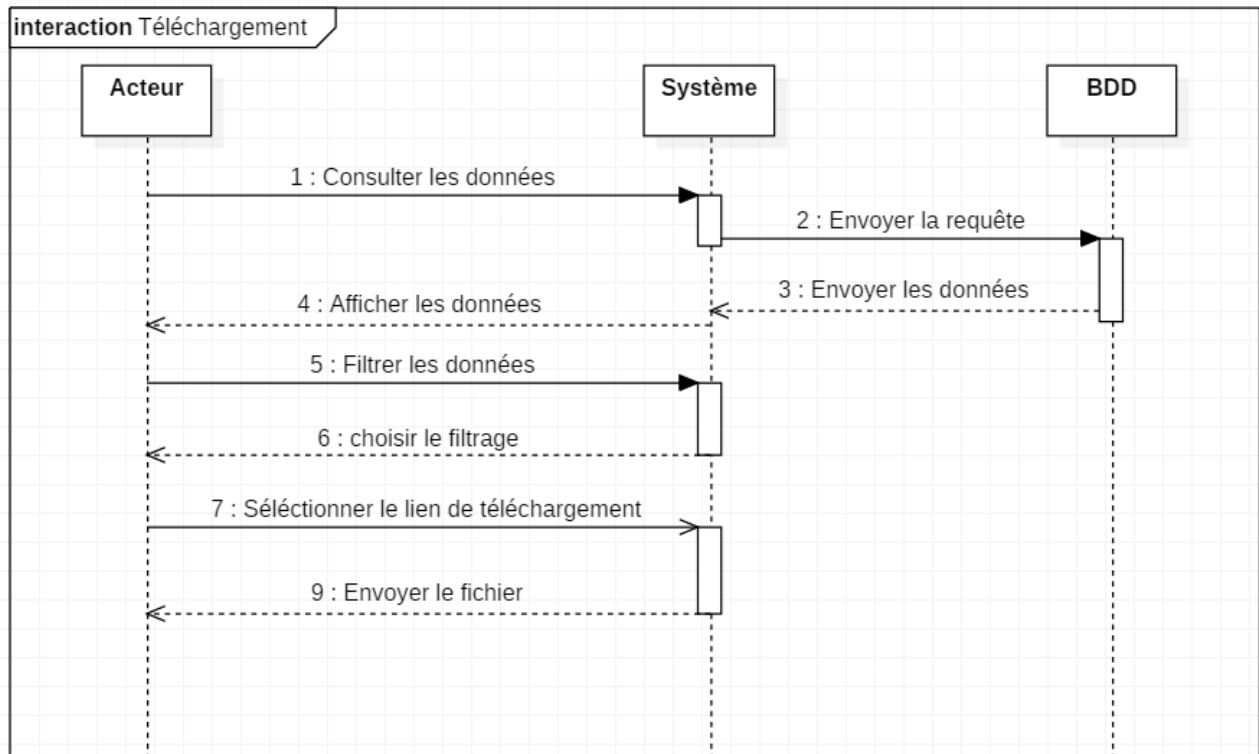 interaction Téléchargement
Acteur
Système
BDD
1 : Consulter les données
2 : Envoyer la requête
3 : Envoyer les données
4 : Afficher les données
5 : Filtrer les données
6 : choisir le filtrage
7 : Séléctionner le lien de téléchargement
9 : Envoyer le fichier